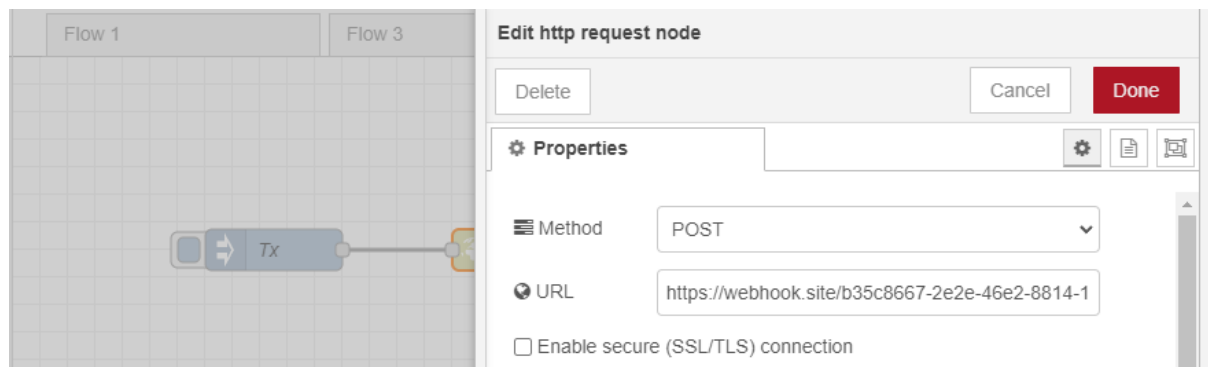 Flow 1
Flow 3
Edit http request node
Delete
Cancel
Done
Properties
Method
POST
URL
https://webhook.site/b35c8667-2e2e-46e2-8814-1
Enable secure (SSL/TLS) connection
Tx